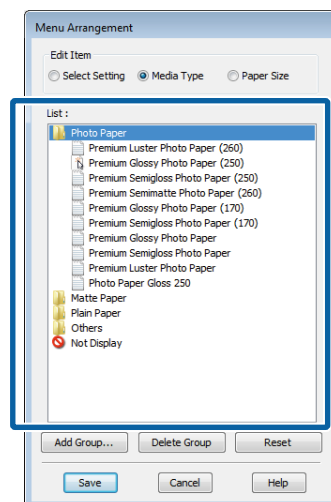 Menu Arrangement
Edit Item
Select Setting Media Type Paper Size
List :
Photo Paper
Premium Luster Photo Paper (260)
Premium Glossy Photo Paper (250)
Premium Semigloss Photo Paper (250)
Premium Semimatte Photo Paper (260)
Premium Glossy Photo Paper (170)
Premium Semigloss Photo Paper (170)
Premium Glossy Photo Paper
Premium Semigloss Photo Paper
Premium Luster Photo Paper
Photo Paper Gloss 250
Matte Paper
Plain Paper
Others
Not Display
Add Group... Delete Group Reset
Save Cancel Help